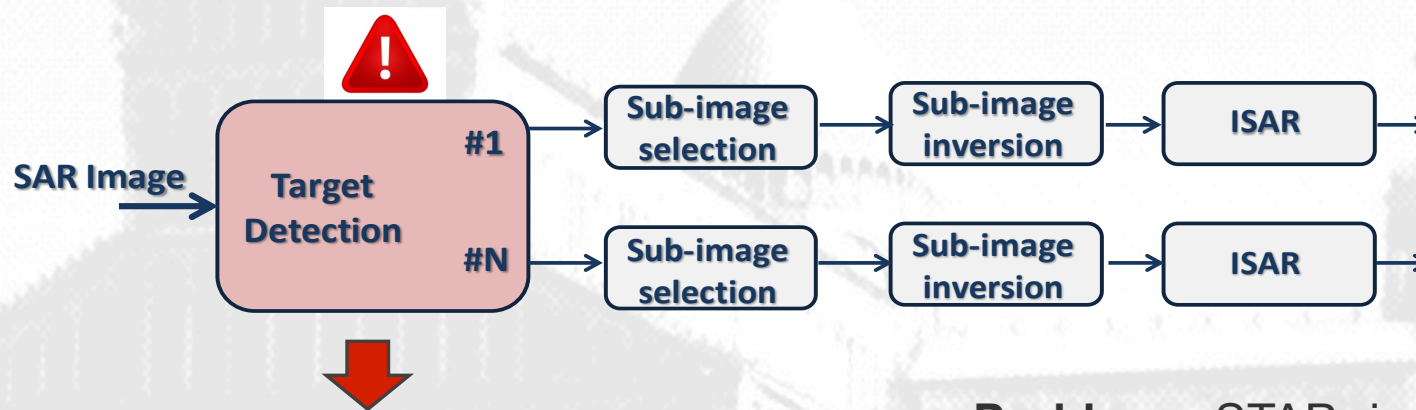 !
SAR Image
Target
Detection
#1
#N
Sub-image
selection
Sub-image
inversion
ISAR
Sub-image
selection
Sub-image
inversion
ISAR